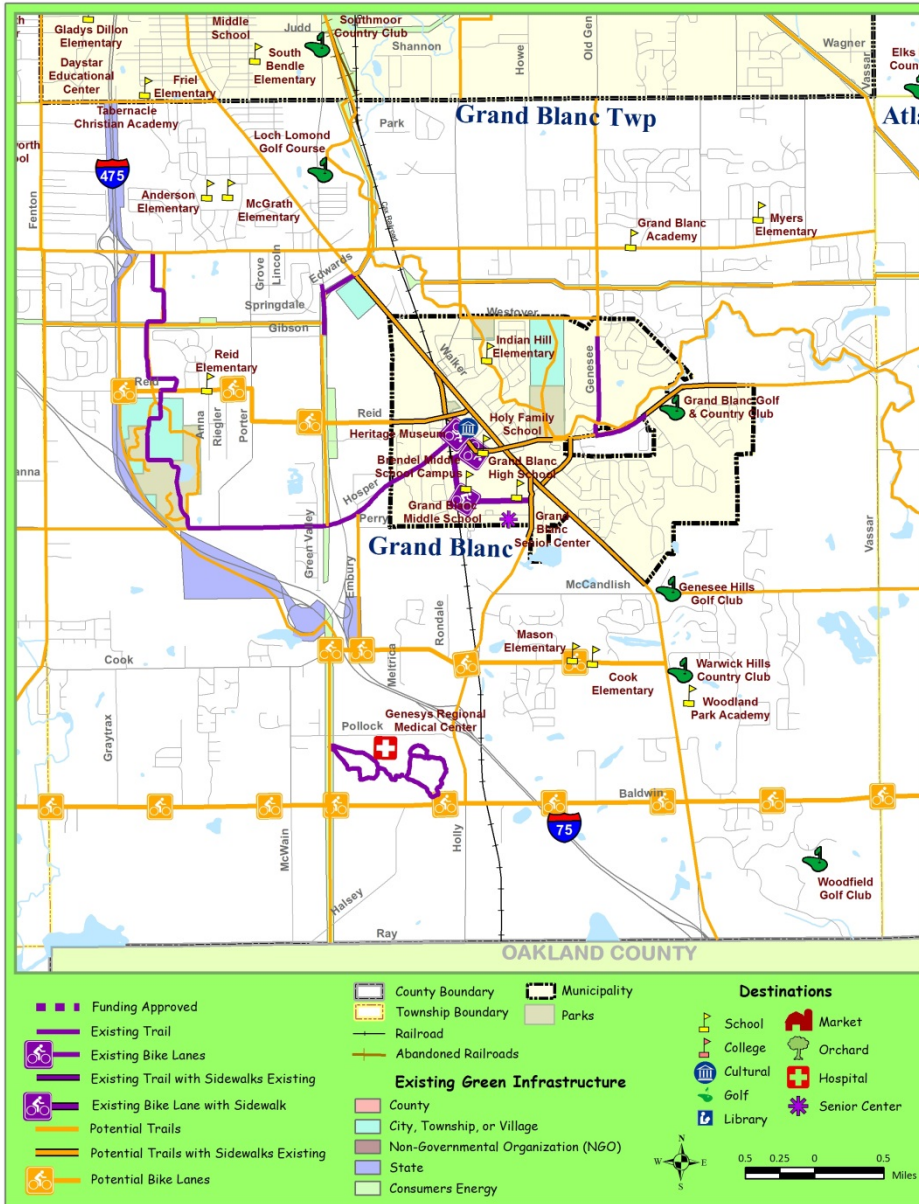 Gladys Dillon
Elementary
Middle
School
Judd
Southmoor
Country Club
Shannon
Howe
Old Gen
Wagner
Vassar
Elks
Coun
Daystar
Educational
Center
Friel
Elementary
South
Bendle
Elementary
Tabernacle
Christian Academy
Park
Grand Blanc Twp
Atla
orth
ool
Fenton
475
Loch Lomond
Golf Course
Anderson
Elementary
McGrath
Elementary
Grand Blanc
Academy
Myers
Elementary
Grove
Lincoln
Edwards
Springdale
Gibson
Westover
Walker
Indian Hill
Elementary
Genesee
Reid
Elementary
Reid
Anna
Riegler
Porter
Reid
Heritage Museum
Holy Family
School
Grand Blanc Golf
& Country Club
anna
Brendel Middle
School Campus
Grand Blanc
High School
Hosper
Perry
Grand Blanc
Middle School
Grand
Blanc
Senior Center
Grand Blanc
Green Valley
Embury
McCandlish
Genesee Hills
Golf Club
Vassar
Cook
Meltrica
Rondale
Mason
Elementary
Cook
Elementary
Warwick Hills
Country Club
Woodland
Park Academy
Graytrax
Pollock
Genesys Regional
Medical Center
Baldwin
75
McWain
Holly
Halsey
Woodfield
Golf Club
Ray
OAKLAND COUNTY
Funding Approved
Existing Trail
Existing Bike Lanes
Existing Trail with Sidewalks Existing
Existing Bike Lane with Sidewalk
Potential Trails
Potential Trails with Sidewalks Existing
Potential Bike Lanes
County Boundary
Township Boundary
Railroad
Abandoned Railroads
Municipality
Parks
Existing Green Infrastructure
County
City, Township, or Village
Non-Governmental Organization (NGO)
State
Consumers Energy
Destinations
School
College
Cultural
Golf
Library
Market
Orchard
Hospital
Senior Center
N
W E
S
0.5 0.25 0 0.5
Miles